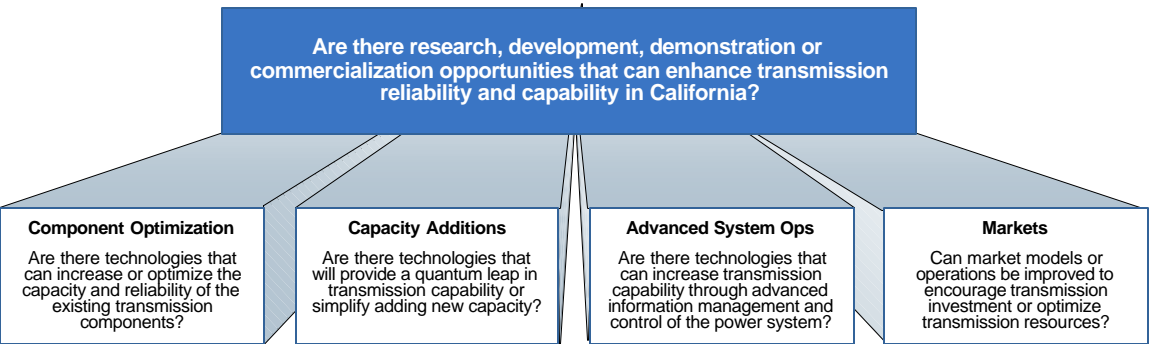 Are there research, development, demonstration or
commercialization opportunities that can enhance transmission
reliability and capability in California?
Component Optimization
Are there technologies that
can increase or optimize the
capacity and reliability of the
existing transmission
components?
Capacity Additions
Are there technologies that
will provide a quantum leap in
transmission capability or
simplify adding new capacity?
Advanced System Ops
Are there technologies that
can increase transmission
capability through advanced
information management and
control of the power system?
Markets
Can market models or
operations be improved to
encourage transmission
investment or optimize
transmission resources?